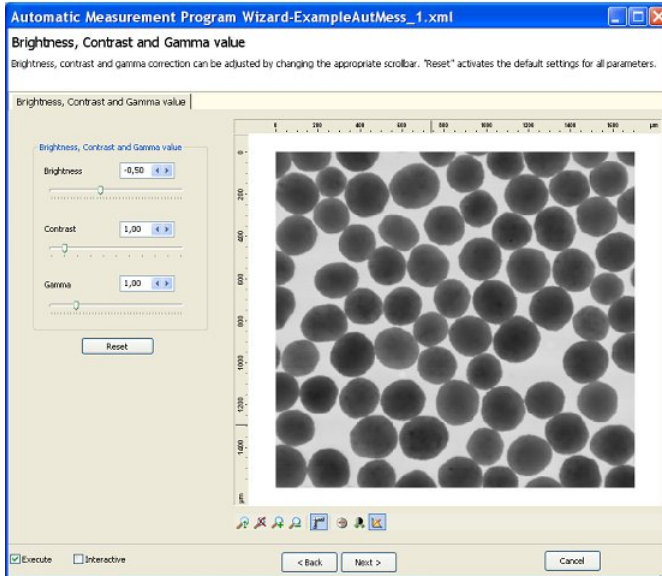 Automatic Measurement Program Wizard-ExampleAutMess_1.xml
Brightness, Contrast and Gamma value
Brightness, contrast and gamma correction can be adjusted by changing the appropriate scrollbar. "Reset" activates the default settings for all parameters.
Brightness, Contrast and Gamma value
Brightness, Contrast and Gamma value
Brightness -0,50
Contrast 1,00
Gamma 1,00
Reset
0 200 400 600 800 1000 1200 1400 1600 µm
0
200
400
600
800
1000
1200
1400
µm
Execute Interactive < Back Next > Cancel